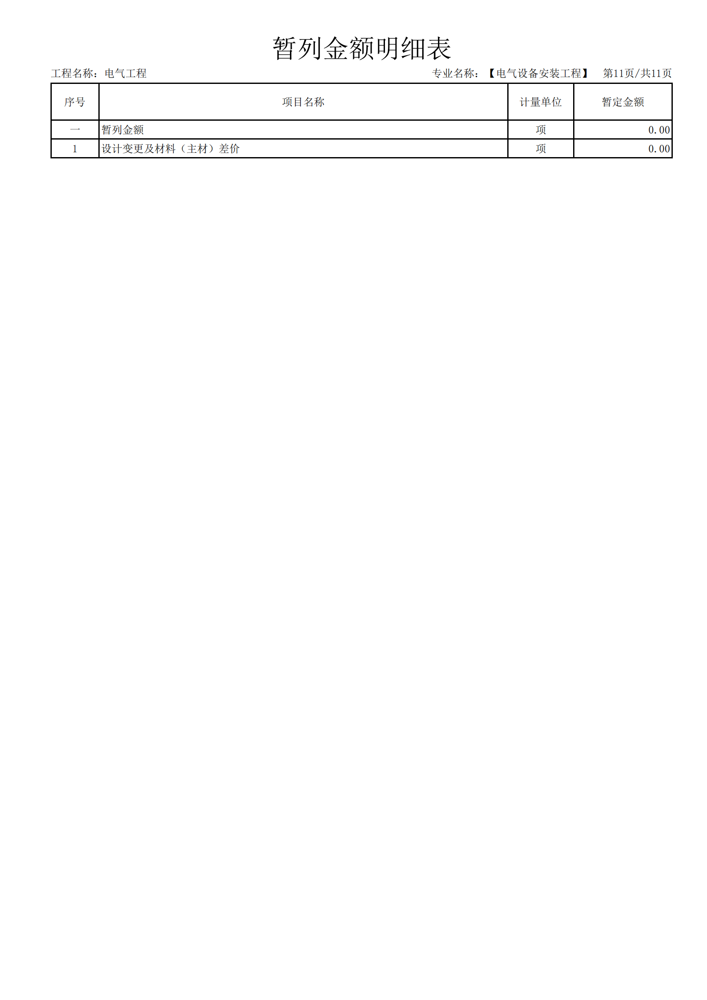 暂列金额明细表
工程名称：电气工程 专业名称：【电气设备安装工程】 第11页/共11页
序号 项目名称 计量单位 暂定金额
一 暂列金额 项 0.00
1 设计变更及材料（主材）差价 项 0.00